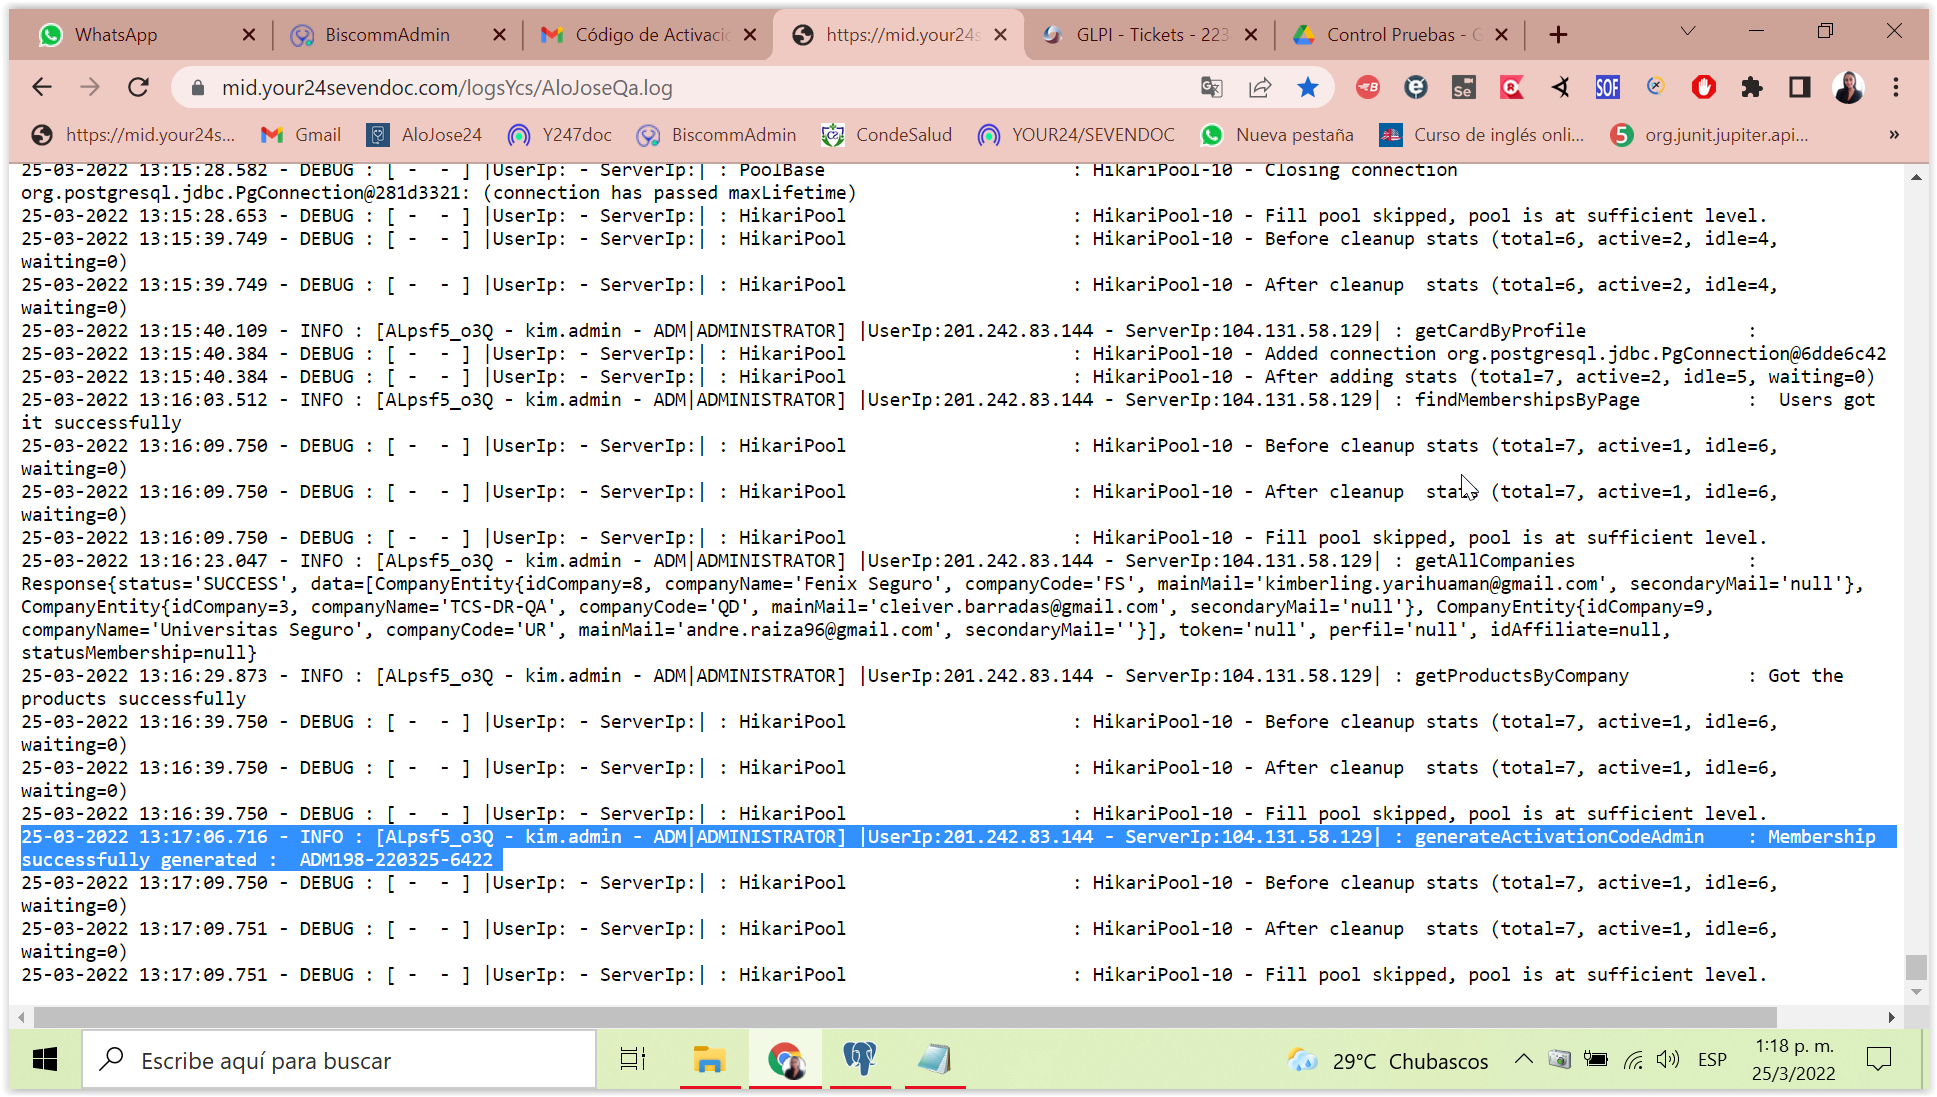 WhatsApp
BiscommAdmin
Código de Activaci
https://mid.your24s
GLPI - Tickets - 223
Control Pruebas - G
mid.your24sevendoc.com/logsYcs/AloJoseQa.log
https://mid.your24s...
Gmail
AloJose24
Y247doc
BiscommAdmin
CondeSalud
YOUR24/SEVENDOC
Nueva pestaña
Curso de inglés onli...
org.junit.jupiter.api...
»
25-03-2022 13:15:28.582 - DEBUG : [ -  - ] |UserIp: - ServerIp:| : PoolBase : HikariPool-10 - Closing connection
org.postgresql.jdbc.PgConnection@281d3321: (connection has passed maxLifetime)
25-03-2022 13:15:28.653 - DEBUG : [ -  - ] |UserIp: - ServerIp:| : HikariPool : HikariPool-10 - Fill pool skipped, pool is at sufficient level.
25-03-2022 13:15:39.749 - DEBUG : [ -  - ] |UserIp: - ServerIp:| : HikariPool : HikariPool-10 - Before cleanup stats (total=6, active=2, idle=4,
waiting=0)
25-03-2022 13:15:39.749 - DEBUG : [ -  - ] |UserIp: - ServerIp:| : HikariPool : HikariPool-10 - After cleanup  stats (total=6, active=2, idle=4,
waiting=0)
25-03-2022 13:15:40.109 - INFO : [ALpsf5_o3Q - kim.admin - ADM|ADMINISTRATOR] |UserIp:201.242.83.144 - ServerIp:104.131.58.129| : getCardByProfile :
25-03-2022 13:15:40.384 - DEBUG : [ -  - ] |UserIp: - ServerIp:| : HikariPool : HikariPool-10 - Added connection org.postgresql.jdbc.PgConnection@6dde6c42
25-03-2022 13:15:40.384 - DEBUG : [ -  - ] |UserIp: - ServerIp:| : HikariPool : HikariPool-10 - After adding stats (total=7, active=2, idle=5, waiting=0)
25-03-2022 13:16:03.512 - INFO : [ALpsf5_o3Q - kim.admin - ADM|ADMINISTRATOR] |UserIp:201.242.83.144 - ServerIp:104.131.58.129| : findMembershipsByPage :  Users got
it successfully
25-03-2022 13:16:09.750 - DEBUG : [ -  - ] |UserIp: - ServerIp:| : HikariPool : HikariPool-10 - Before cleanup stats (total=7, active=1, idle=6,
waiting=0)
25-03-2022 13:16:09.750 - DEBUG : [ -  - ] |UserIp: - ServerIp:| : HikariPool : HikariPool-10 - After cleanup  stats (total=7, active=1, idle=6,
waiting=0)
25-03-2022 13:16:09.750 - DEBUG : [ -  - ] |UserIp: - ServerIp:| : HikariPool : HikariPool-10 - Fill pool skipped, pool is at sufficient level.
25-03-2022 13:16:23.047 - INFO : [ALpsf5_o3Q - kim.admin - ADM|ADMINISTRATOR] |UserIp:201.242.83.144 - ServerIp:104.131.58.129| : getAllCompanies :
Response{status='SUCCESS', data=[CompanyEntity{idCompany=8, companyName='Fenix Seguro', companyCode='FS', mainMail='kimberling.yarihuaman@gmail.com', secondaryMail='null'},
CompanyEntity{idCompany=3, companyName='TCS-DR-QA', companyCode='QD', mainMail='cleiver.barradas@gmail.com', secondaryMail='null'}, CompanyEntity{idCompany=9,
companyName='Universitas Seguro', companyCode='UR', mainMail='andre.raiza96@gmail.com', secondaryMail=''}], token='null', perfil='null', idAffiliate=null,
statusMembership=null}
25-03-2022 13:16:29.873 - INFO : [ALpsf5_o3Q - kim.admin - ADM|ADMINISTRATOR] |UserIp:201.242.83.144 - ServerIp:104.131.58.129| : getProductsByCompany : Got the
products successfully
25-03-2022 13:16:39.750 - DEBUG : [ -  - ] |UserIp: - ServerIp:| : HikariPool : HikariPool-10 - Before cleanup stats (total=7, active=1, idle=6,
waiting=0)
25-03-2022 13:16:39.750 - DEBUG : [ -  - ] |UserIp: - ServerIp:| : HikariPool : HikariPool-10 - After cleanup  stats (total=7, active=1, idle=6,
waiting=0)
25-03-2022 13:16:39.750 - DEBUG : [ -  - ] |UserIp: - ServerIp:| : HikariPool : HikariPool-10 - Fill pool skipped, pool is at sufficient level.
25-03-2022 13:17:06.716 - INFO : [ALpsf5_o3Q - kim.admin - ADM|ADMINISTRATOR] |UserIp:201.242.83.144 - ServerIp:104.131.58.129| : generateActivationCodeAdmin : Membership
successfully generated :  ADM198-220325-6422
25-03-2022 13:17:09.750 - DEBUG : [ -  - ] |UserIp: - ServerIp:| : HikariPool : HikariPool-10 - Before cleanup stats (total=7, active=1, idle=6,
waiting=0)
25-03-2022 13:17:09.751 - DEBUG : [ -  - ] |UserIp: - ServerIp:| : HikariPool : HikariPool-10 - After cleanup  stats (total=7, active=1, idle=6,
waiting=0)
25-03-2022 13:17:09.751 - DEBUG : [ -  - ] |UserIp: - ServerIp:| : HikariPool : HikariPool-10 - Fill pool skipped, pool is at sufficient level.
Escribe aquí para buscar
29°C Chubascos
ESP
1:18 p. m.
25/3/2022